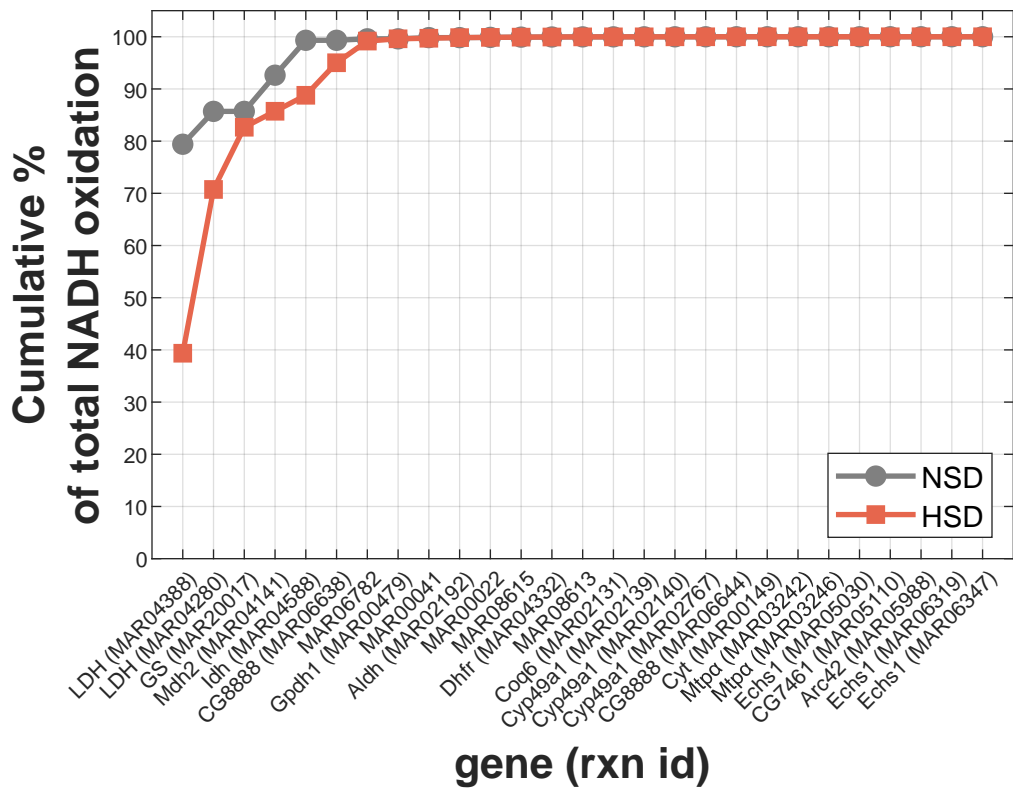 Cumulative %
of total NADH oxidation
100
90
80
70
60
50
40
30
20
10
0
NSD
HSD
LDH (MAR04388)
LDH (MAR04280)
GS (MAR20017)
Mdh2 (MAR04141)
Idh (MAR04588)
CG8888 (MAR06638)
MAR06782
Gpdh1 (MAR00479)
MAR00041
Aldh (MAR02192)
MAR00022
MAR08615
Dhfr (MAR04332)
MAR08613
Coq6 (MAR02131)
Cyp49a1 (MAR02139)
Cyp49a1 (MAR02140)
Cyp49a1 (MAR02767)
CG8888 (MAR06644)
Cyt (MAR00149)
Mtpα (MAR03242)
Mtpα (MAR03246)
Echs1 (MAR05030)
CG7461 (MAR05110)
Arc42 (MAR05988)
Echs1 (MAR06319)
Echs1 (MAR06347)
gene (rxn id)